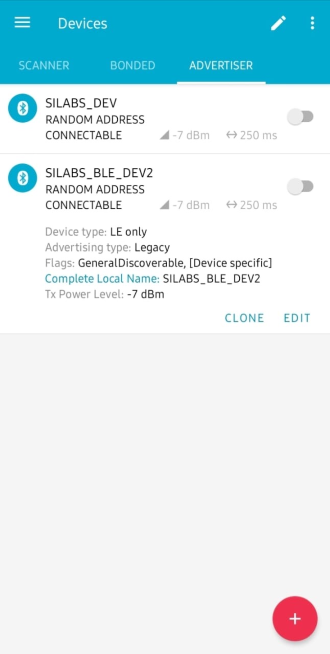 Devices
SCANNER BONDED ADVERTISER
SILABS_DEV
RANDOM ADDRESS
CONNECTABLE -7 dBm 250 ms
SILABS_BLE_DEV2
RANDOM ADDRESS
CONNECTABLE -7 dBm 250 ms
Device type: LE only
Advertising type: Legacy
Flags: GeneralDiscoverable, [Device specific]
Complete Local Name: SILABS_BLE_DEV2
Tx Power Level: -7 dBm
CLONE EDIT